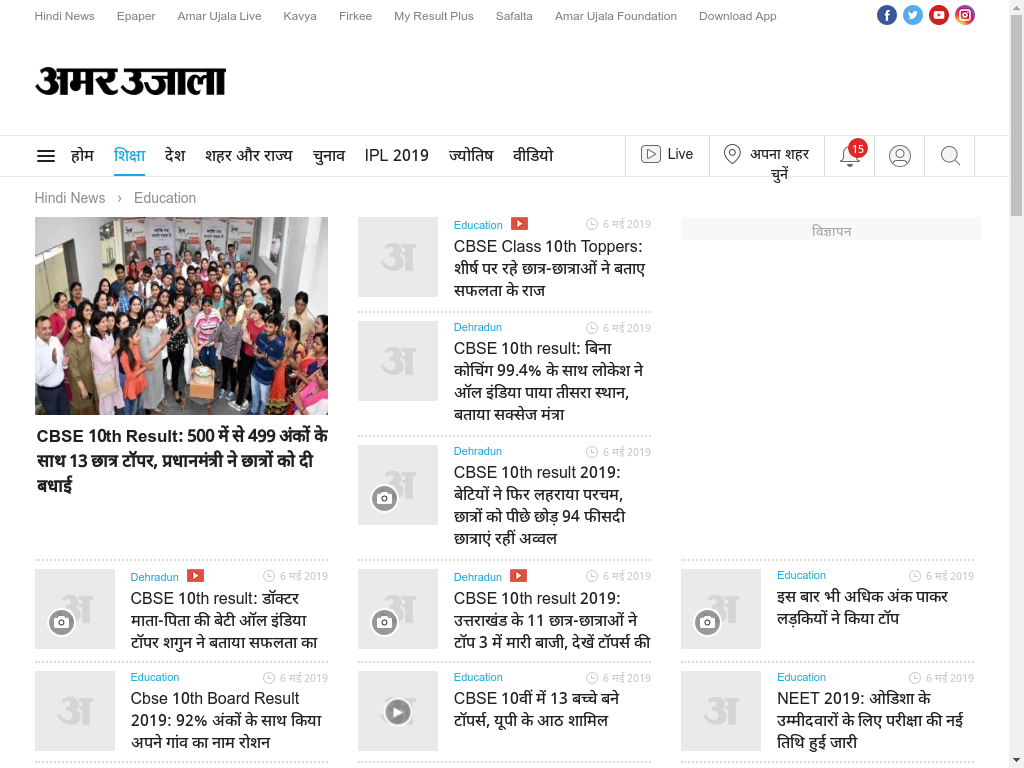 Hindi News Epaper Amar Ujala Live Kavya Firkee My Result Plus Safalta Amar Ujala Foundation Download App
अमर उजाला
होम शिक्षा देश शहर और राज्य चुनाव IPL 2019 ज्योतिष वीडियो Live अपना शहर चुनें 15
Hindi News › Education
CBSE 10th Result: 500 में से 499 अंकों के
साथ 13 छात्र टॉपर, प्रधानमंत्री ने छात्रों को दी
बधाई
Education 6 मई 2019
CBSE Class 10th Toppers:
शीर्ष पर रहे छात्र-छात्राओं ने बताए
सफलता के राज
Dehradun 6 मई 2019
CBSE 10th result: बिना
कोचिंग 99.4% के साथ लोकेश ने
ऑल इंडिया पाया तीसरा स्थान,
बताया सक्सेज मंत्रा
Dehradun 6 मई 2019
CBSE 10th result 2019:
बेटियों ने फिर लहराया परचम,
छात्रों को पीछे छोड़ 94 फीसदी
छात्राएं रहीं अव्वल
विज्ञापन
Dehradun 6 मई 2019
CBSE 10th result: डॉक्टर
माता-पिता की बेटी ऑल इंडिया
टॉपर शगुन ने बताया सफलता का
Dehradun 6 मई 2019
CBSE 10th result 2019:
उत्तराखंड के 11 छात्र-छात्राओं ने
टॉप 3 में मारी बाजी, देखें टॉपर्स की
Education 6 मई 2019
इस बार भी अधिक अंक पाकर
लड़कियों ने किया टॉप
Education 6 मई 2019
Cbse 10th Board Result
2019: 92% अंकों के साथ किया
अपने गांव का नाम रोशन
Education 6 मई 2019
CBSE 10वीं में 13 बच्चे बने
टॉपर्स, यूपी के आठ शामिल
Education 6 मई 2019
NEET 2019: ओडिशा के
उम्मीदवारों के लिए परीक्षा की नई
तिथि हुई जारी